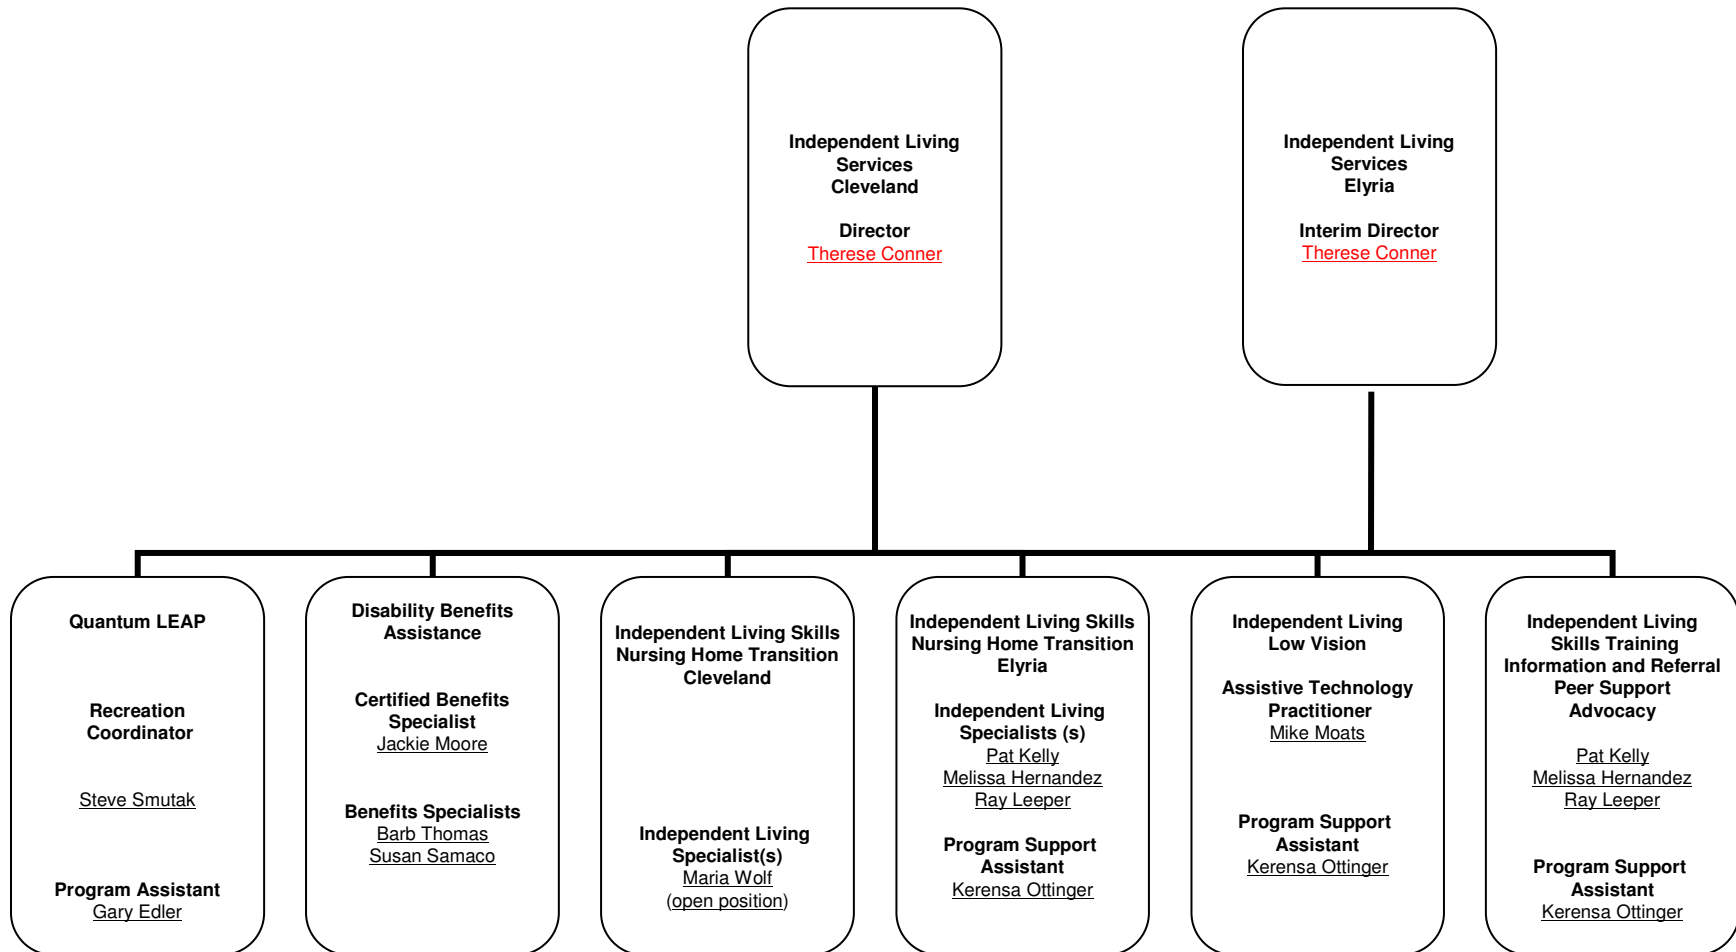 Independent Living
Services
Cleveland
Director
Therese Conner
Independent Living
Services
Elyria
Interim Director
Therese Conner
Quantum LEAP
Recreation
Coordinator
Steve Smutak
Program Assistant
Gary Edler
Disability Benefits
Assistance
Certified Benefits
Specialist
Jackie Moore
Benefits Specialists
Barb Thomas
Susan Samaco
Independent Living Skills
Nursing Home Transition
Cleveland
Independent Living
Specialist(s)
Maria Wolf
(open position)
Independent Living Skills
Nursing Home Transition
Elyria
Independent Living
Specialists (s)
Pat Kelly
Melissa Hernandez
Ray Leeper
Program Support
Assistant
Kerensa Ottinger
Independent Living
Low Vision
Assistive Technology
Practitioner
Mike Moats
Program Support
Assistant
Kerensa Ottinger
Independent Living
Skills Training
Information and Referral
Peer Support
Advocacy
Pat Kelly
Melissa Hernandez
Ray Leeper
Program Support
Assistant
Kerensa Ottinger